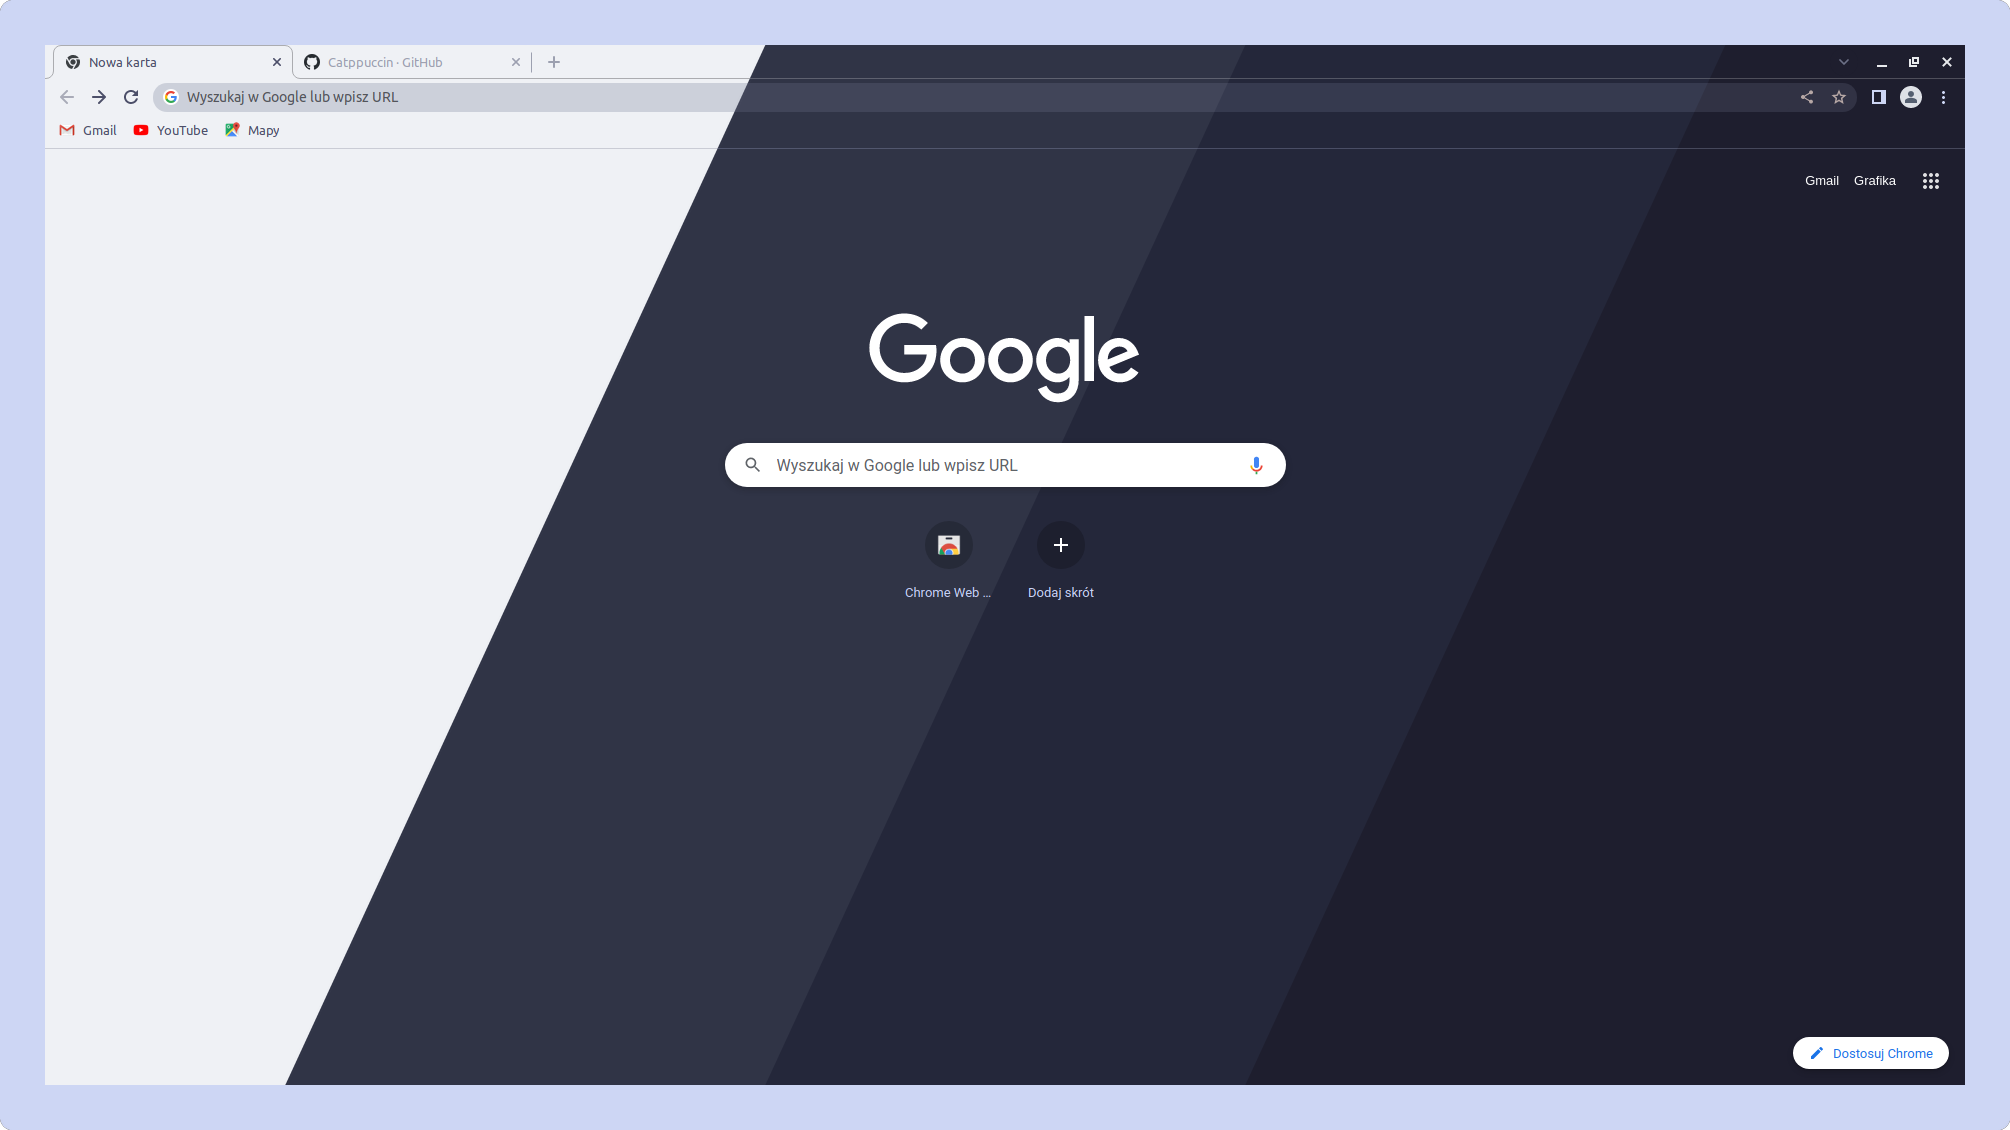 Nowa karta
Catppuccin · GitHub
Wyszukaj w Google lub wpisz URL
Gmail
YouTube
Mapy
Gmail
Grafika
Google
Wyszukaj w Google lub wpisz URL
Chrome Web ...
Dodaj skrót
Dostosuj Chrome